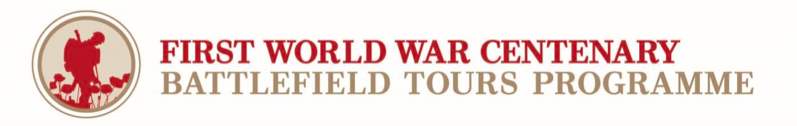 FIRST WORLD WAR CENTENARY
BATTLEFIELD TOURS PROGRAMME